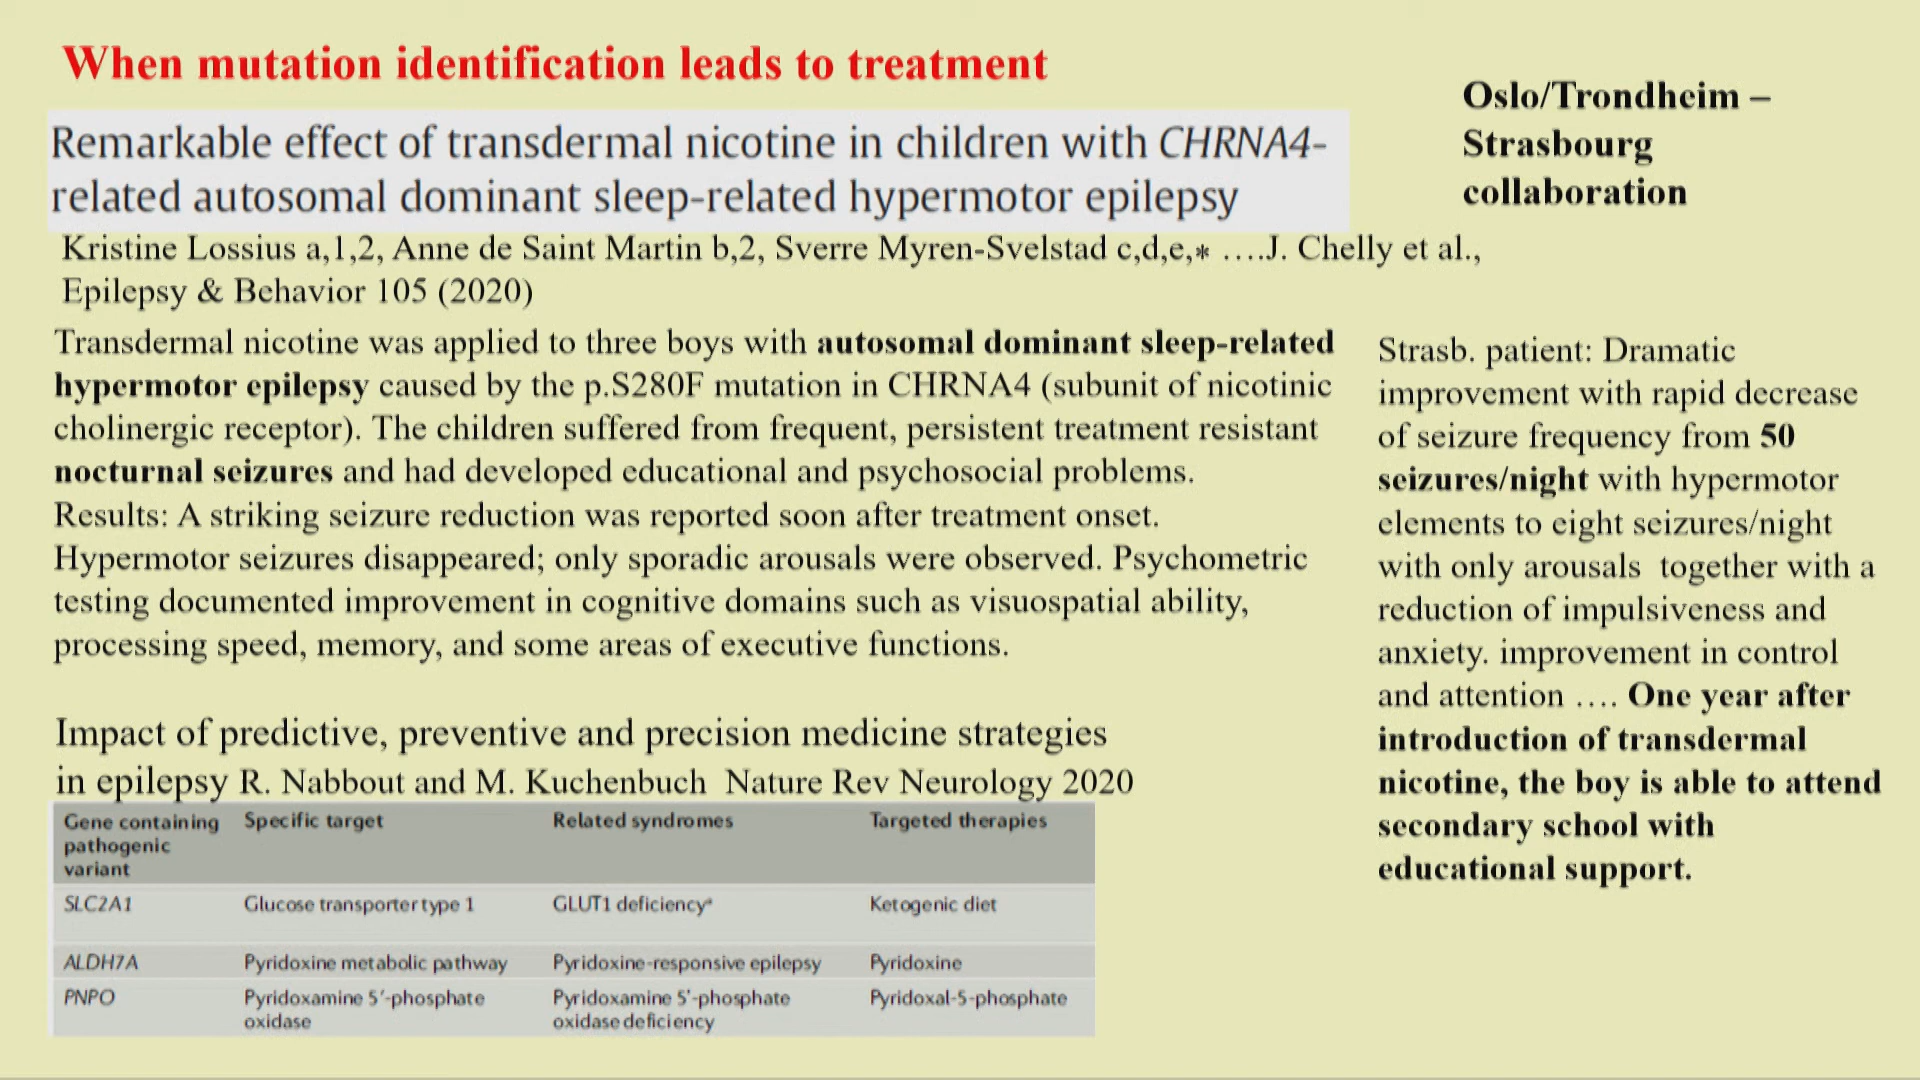 When mutation identification leads to treatment
Oslo/Trondheim –
Strasbourg
collaboration
Remarkable effect of transdermal nicotine in children with CHRNA4-
related autosomal dominant sleep-related hypermotor epilepsy
Kristine Lossius a,1,2, Anne de Saint Martin b,2, Sverre Myren-Svelstad c,d,e,* ….J. Chelly et al.,
Epilepsy & Behavior 105 (2020)
Transdermal nicotine was applied to three boys with autosomal dominant sleep-related
hypermotor epilepsy caused by the p.S280F mutation in CHRNA4 (subunit of nicotinic
cholinergic receptor). The children suffered from frequent, persistent treatment resistant
nocturnal seizures and had developed educational and psychosocial problems.
Results: A striking seizure reduction was reported soon after treatment onset.
Hypermotor seizures disappeared; only sporadic arousals were observed. Psychometric
testing documented improvement in cognitive domains such as visuospatial ability,
processing speed, memory, and some areas of executive functions.
Strasb. patient: Dramatic
improvement with rapid decrease
of seizure frequency from 50
seizures/night with hypermotor
elements to eight seizures/night
with only arousals together with a
reduction of impulsiveness and
anxiety. improvement in control
and attention …. One year after
introduction of transdermal
nicotine, the boy is able to attend
secondary school with
educational support.
Impact of predictive, preventive and precision medicine strategies
in epilepsy R. Nabbout and M. Kuchenbuch Nature Rev Neurology 2020
Gene containing pathogenic variant Specific target Related syndromes Targeted therapies
SLC2A1 Glucose transporter type 1 GLUT1 deficiencyª Ketogenic diet
ALDH7A Pyridoxine metabolic pathway Pyridoxine-responsive epilepsy Pyridoxine
PNPO Pyridoxamine 5′-phosphate oxidase Pyridoxamine 5′-phosphate oxidase deficiency Pyridoxal-5-phosphate